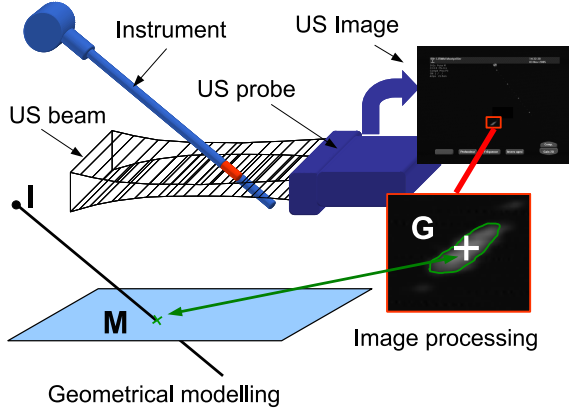 Instrument
US Image
US probe
US beam
I
G
M
Image processing
Geometrical modelling